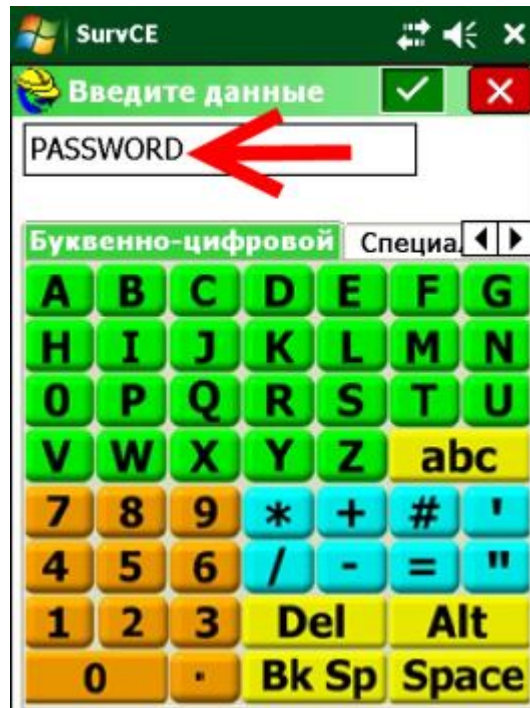 SurvCE
Введите данные
PASSWORD
Буквенно-цифровой Специал
A B C D E F G
H I J K L M N
O P Q R S T U
V W X Y Z abc
7 8 9 * + # '
4 5 6 / - = "
1 2 3 Del Alt
0 . Bk Sp Space